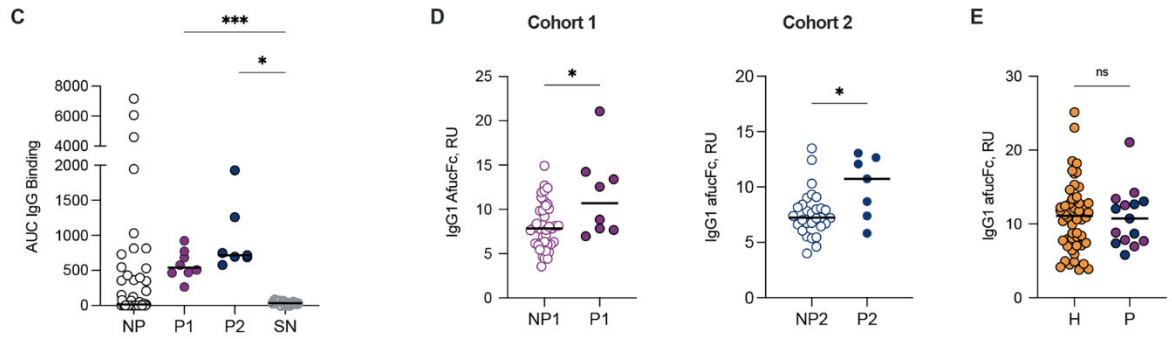 C
***
*
AUC IgG Binding
8000
6000
4000
2000
1500
1000
500
0
NP P1 P2 SN
D
Cohort 1
*
IgG1 AfucFc, RU
25
20
15
10
5
0
NP1 P1
Cohort 2
*
IgG1 afucFc, RU
20
15
10
5
0
NP2 P2
E
ns
IgG1 afucFc, RU
30
20
10
0
H P